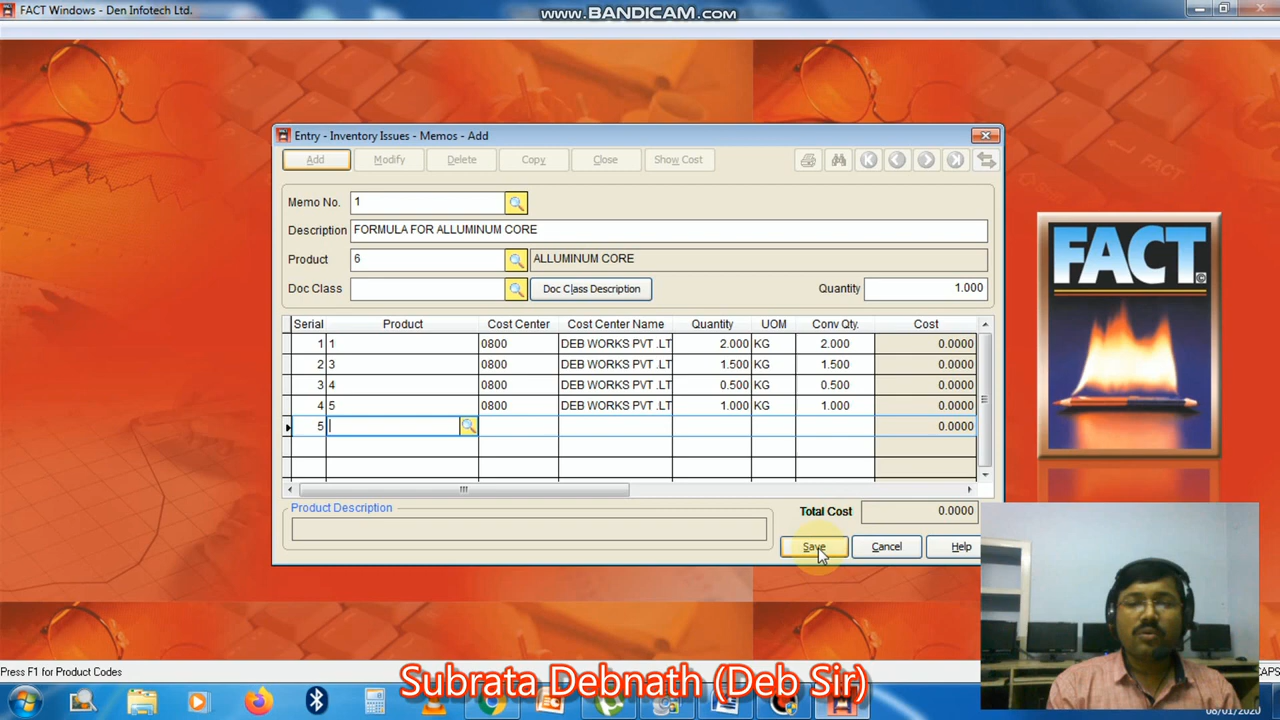 FACT Windows - Den Infotech Ltd.
www.BANDICAM.com
Entry - Inventory Issues - Memos - Add
Add Modify Delete Copy Close Show Cost
Memo No. 1
Description FORMULA FOR ALLUMINUM CORE
Product 6 ALLUMINUM CORE
Doc Class Doc Class Description Quantity 1.000
Serial Product Cost Center Cost Center Name Quantity UOM Conv Qty. Cost
1 1 0800 DEB WORKS PVT .LT 2.000 KG 2.000 0.0000
2 3 0800 DEB WORKS PVT .LT 1.500 KG 1.500 0.0000
3 4 0800 DEB WORKS PVT .LT 0.500 KG 0.500 0.0000
4 5 0800 DEB WORKS PVT .LT 1.000 KG 1.000 0.0000
5 0.0000
Product Description
Total Cost 0.0000
Save Cancel Help
FACT
Press F1 for Product Codes
CAPS
Subrata Debnath (Deb Sir)
08/01/2020